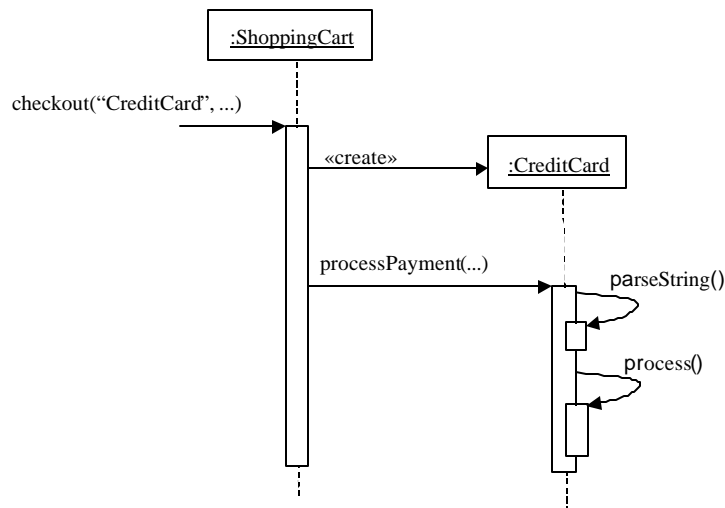 :ShoppingCart
checkout(“CreditCard”, ...)
«create»
:CreditCard
processPayment(...)
parseString()
process()